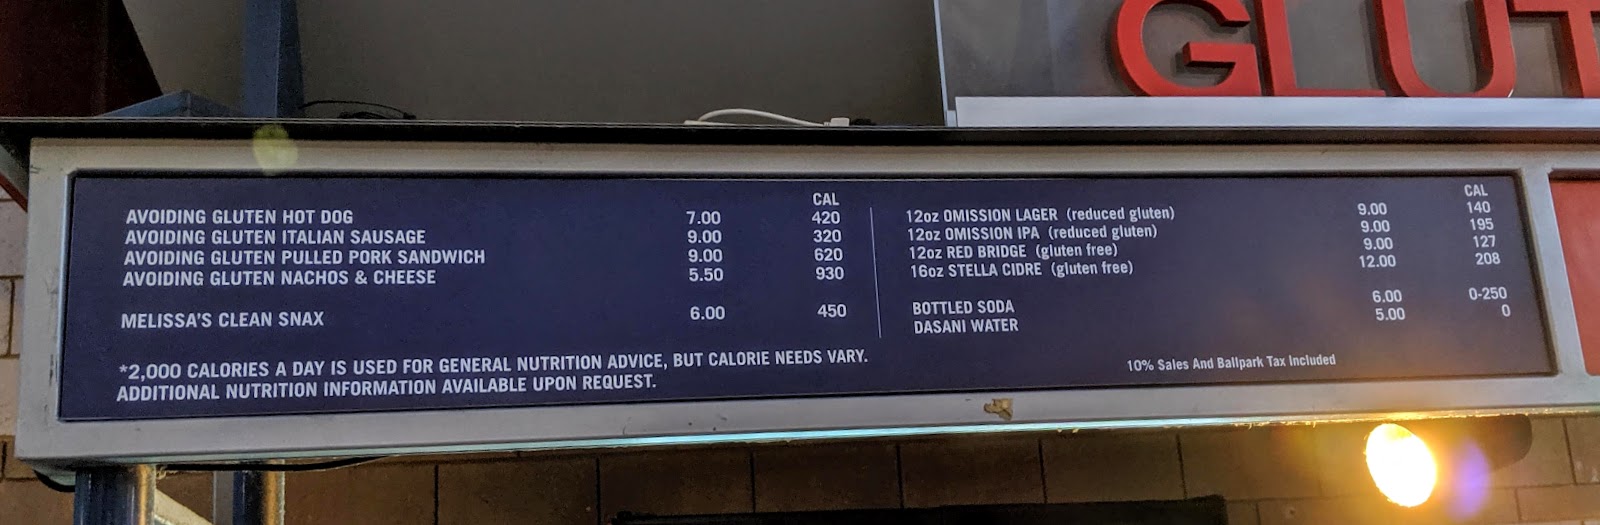 GLUT
CAL
AVOIDING GLUTEN HOT DOG 7.00 420
AVOIDING GLUTEN ITALIAN SAUSAGE 9.00 320
AVOIDING GLUTEN PULLED PORK SANDWICH 9.00 620
AVOIDING GLUTEN NACHOS & CHEESE 5.50 930
MELISSA'S CLEAN SNAX 6.00 450
*2,000 CALORIES A DAY IS USED FOR GENERAL NUTRITION ADVICE, BUT CALORIE NEEDS VARY.
ADDITIONAL NUTRITION INFORMATION AVAILABLE UPON REQUEST.
CAL
12oz OMISSION LAGER (reduced gluten) 9.00 140
12oz OMISSION IPA (reduced gluten) 9.00 195
12oz RED BRIDGE (gluten free) 9.00 127
16oz STELLA CIDRE (gluten free) 12.00 208
BOTTLED SODA 6.00 0-250
DASANI WATER 5.00 0
10% Sales And Ballpark Tax Included